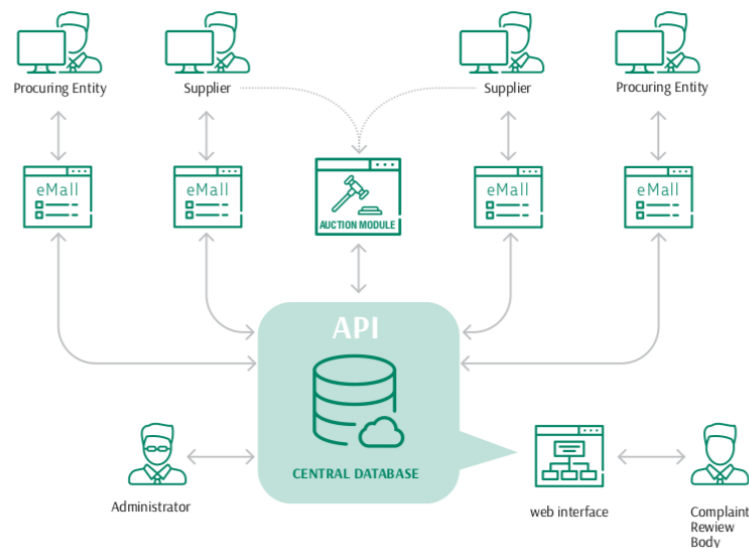 Procuring Entity
Supplier
Supplier
Procuring Entity
eMall
eMall
AUCTION MODULE
eMall
eMall
API
CENTRAL DATABASE
Administrator
web interface
Complaint
Rewiew
Body